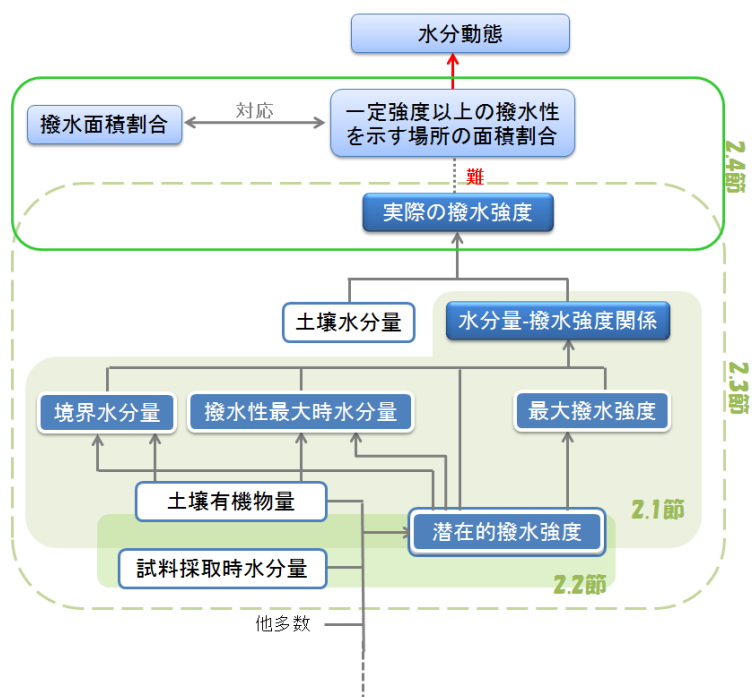 水分動態
撥水面積割合
対応
一定強度以上の撥水性
を示す場所の面積割合
2.4節
難
実際の撥水強度
土壌水分量
水分量-撥水強度関係
2.3節
境界水分量
撥水性最大時水分量
最大撥水強度
土壌有機物量
2.1節
潜在的撥水強度
試料採取時水分量
2.2節
他多数